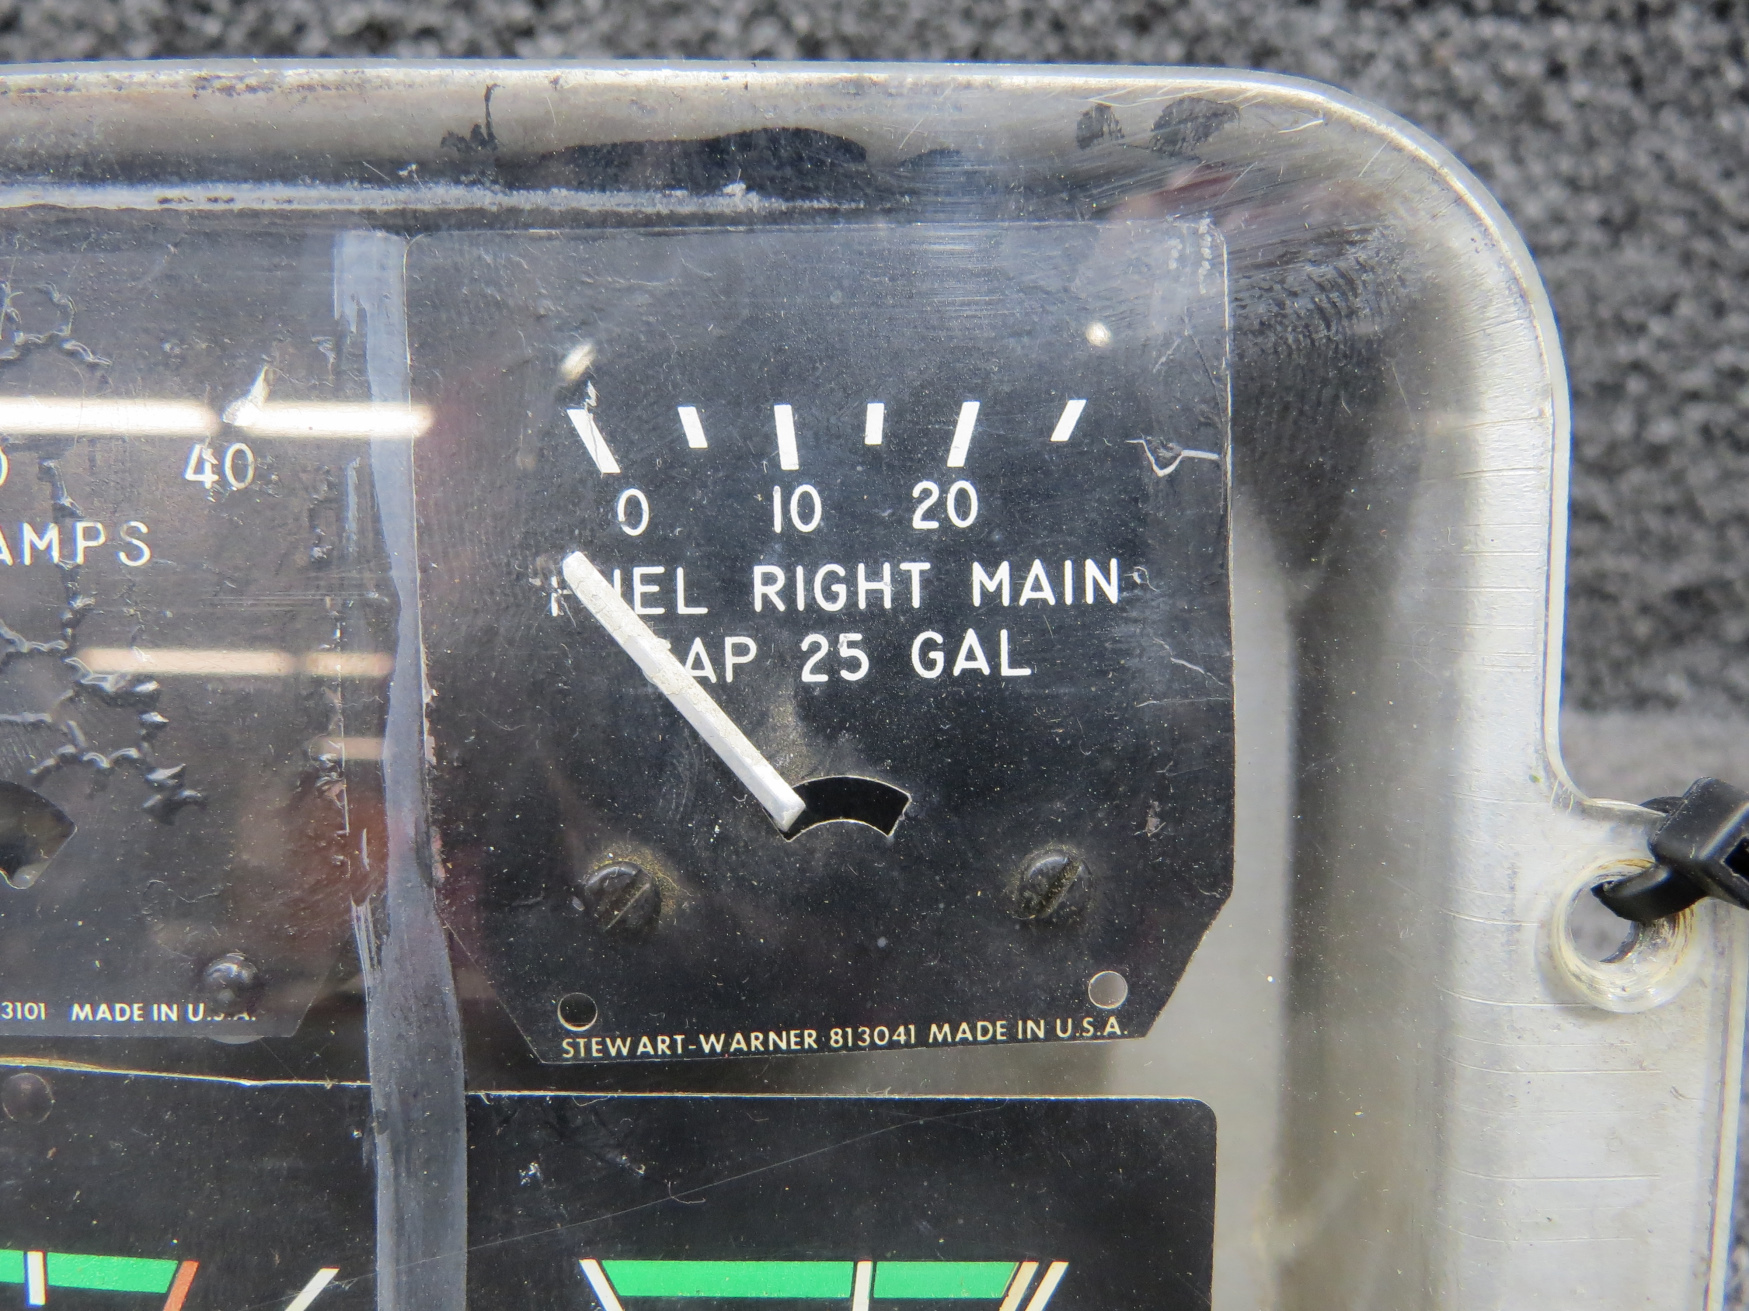 40
AMPS
3101 MADE IN U.S.A.
0 10 20
FUEL RIGHT MAIN
CAP 25 GAL
STEWART-WARNER 813041 MADE IN U.S.A.